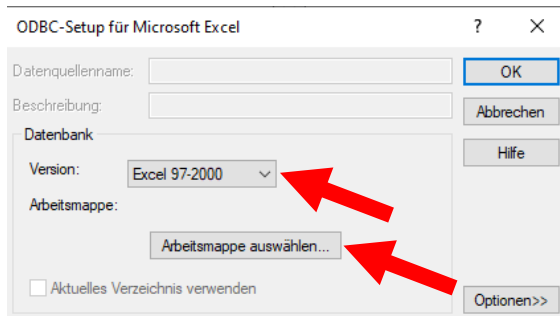 ODBC-Setup für Microsoft Excel ? X
Datenquellenname: OK
Beschreibung: Abbrechen
Datenbank
Hilfe
Version: Excel 97-2000
Arbeitsmappe:
Arbeitsmappe auswählen...
Aktuelles Verzeichnis verwenden
Optionen>>